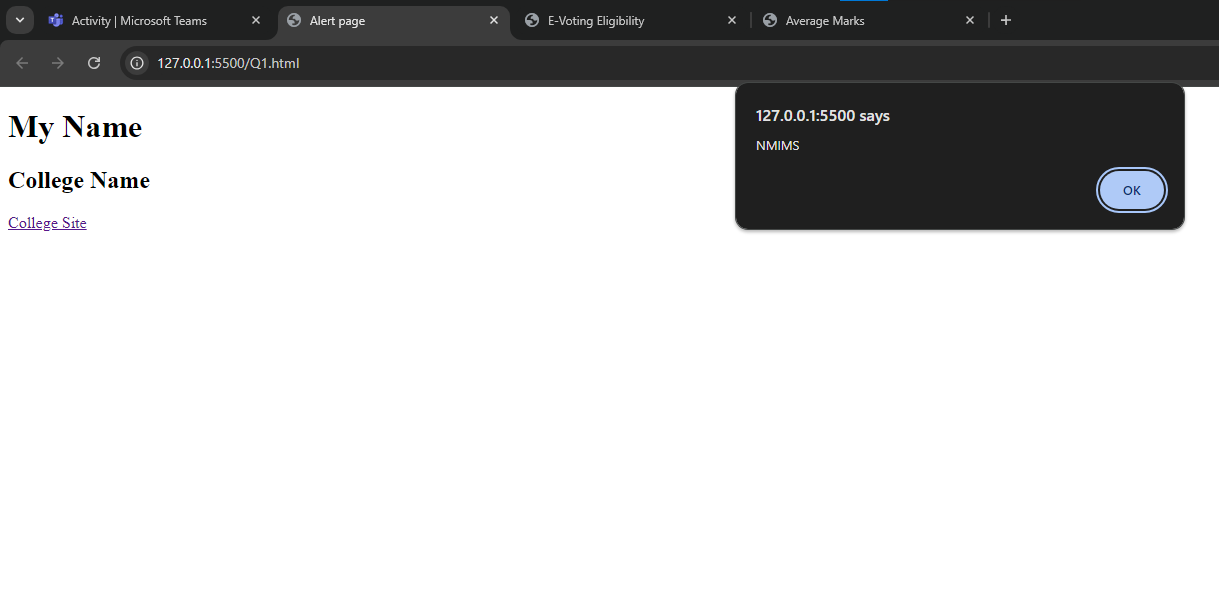 Activity | Microsoft Teams
Alert page
E-Voting Eligibility
Average Marks
127.0.0.1:5500/Q1.html
My Name
College Name
College Site
127.0.0.1:5500 says
NMIMS
OK